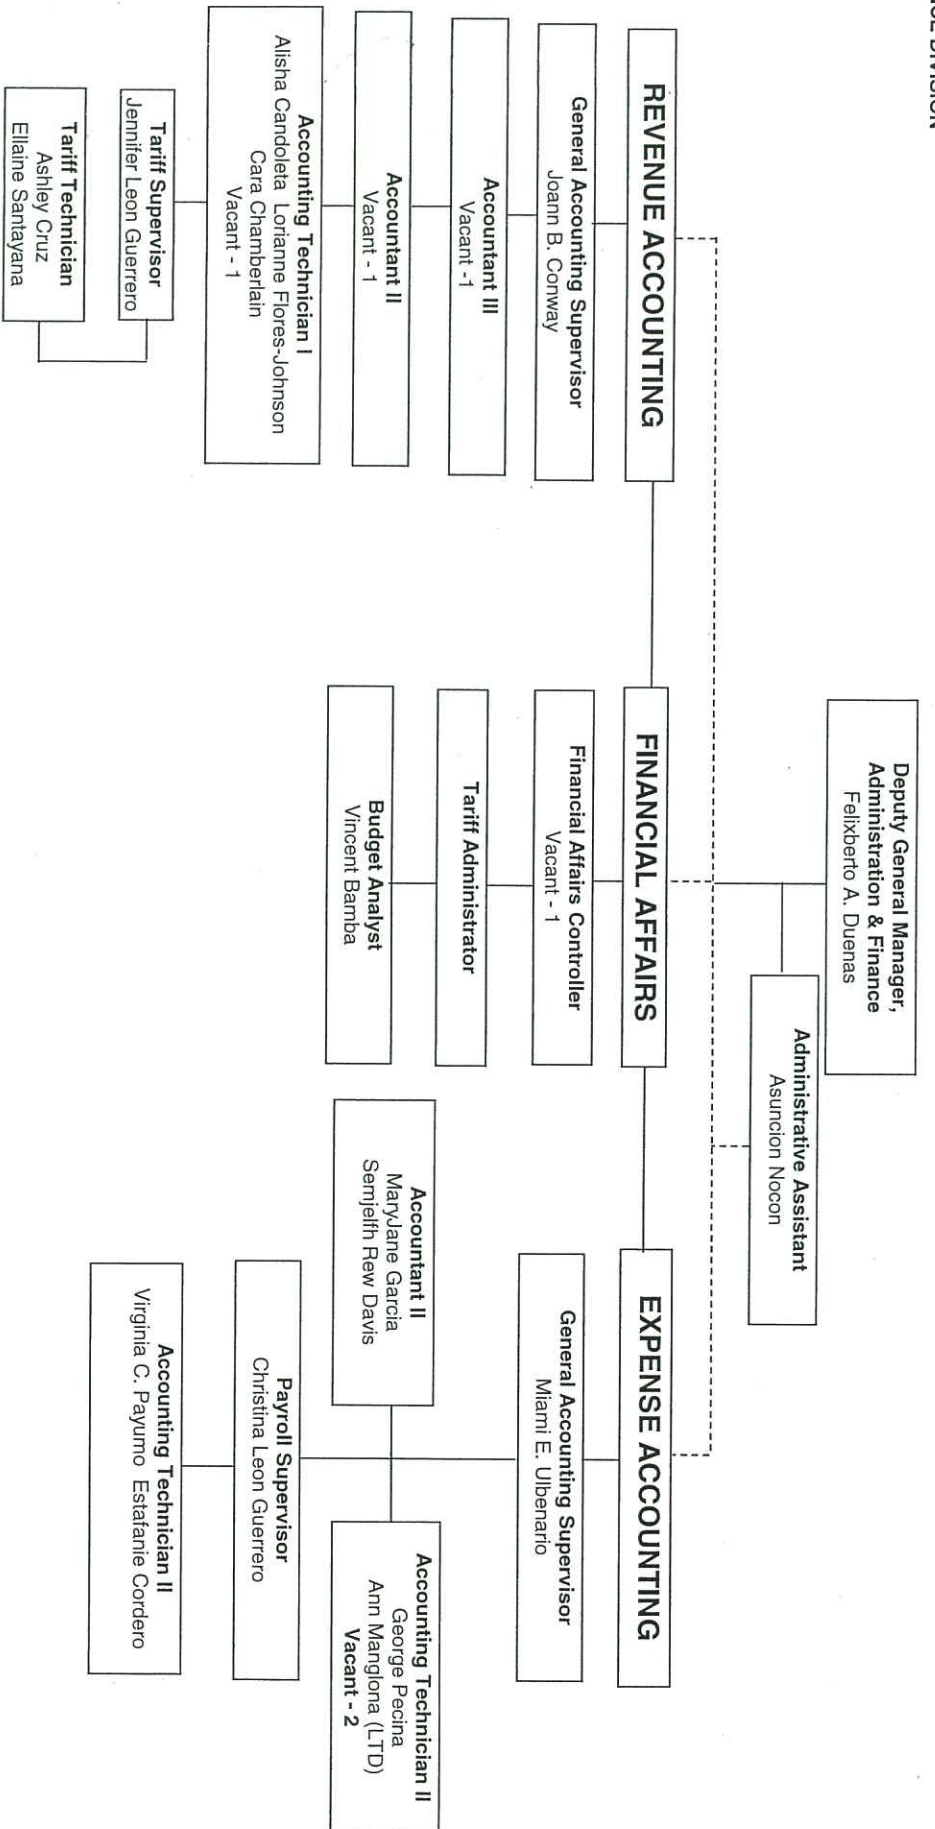 DIVISION
Deputy General Manager,
Administration & Finance
Felixberto A. Duenas
Administrative Assistant
Asuncion Nocon
REVENUE ACCOUNTING
General Accounting Supervisor
Joann B. Conway
Accountant III
Vacant -1
Accountant II
Vacant - 1
Accounting Technician I
Alisha Candoleta Lorianne Flores-Johnson
Cara Chamberlain
Vacant - 1
Tariff Supervisor
Jennifer Leon Guerrero
Tariff Technician
Ashley Cruz
Ellaine Santayana
FINANCIAL AFFAIRS
Financial Affairs Controller
Vacant - 1
Tariff Administrator
Budget Analyst
Vincent Bamba
EXPENSE ACCOUNTING
General Accounting Supervisor
Miami E. Ulbenario
Accountant II
MaryJane Garcia
Semjelfh Rew Davis
Accounting Technician II
George Pecina
Ann Manglona (LTD)
Vacant - 2
Payroll Supervisor
Christina Leon Guerrero
Accounting Technician II
Virginia C. Payumo Estafanie Cordero